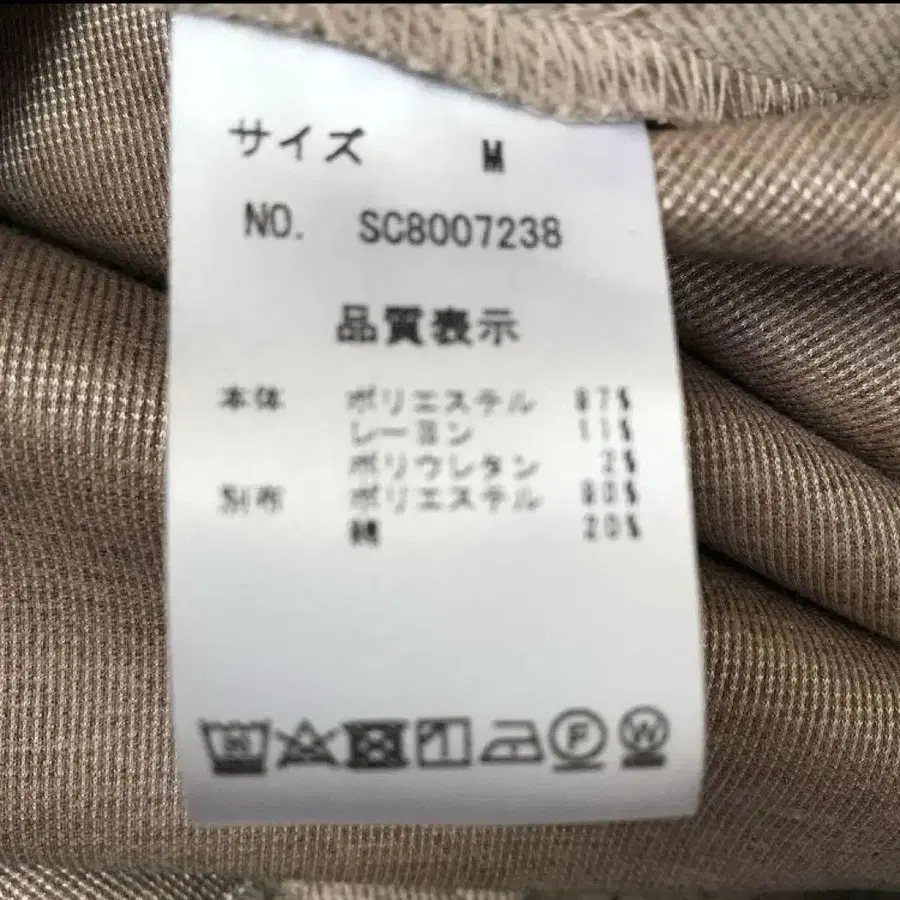 サイズ M
NO. SC8007238
品質表示
本体 ポリエステル 87%
レーヨン 11%
ポリウレタン 2%
別布 ポリエステル 80%
綿 20%
F W